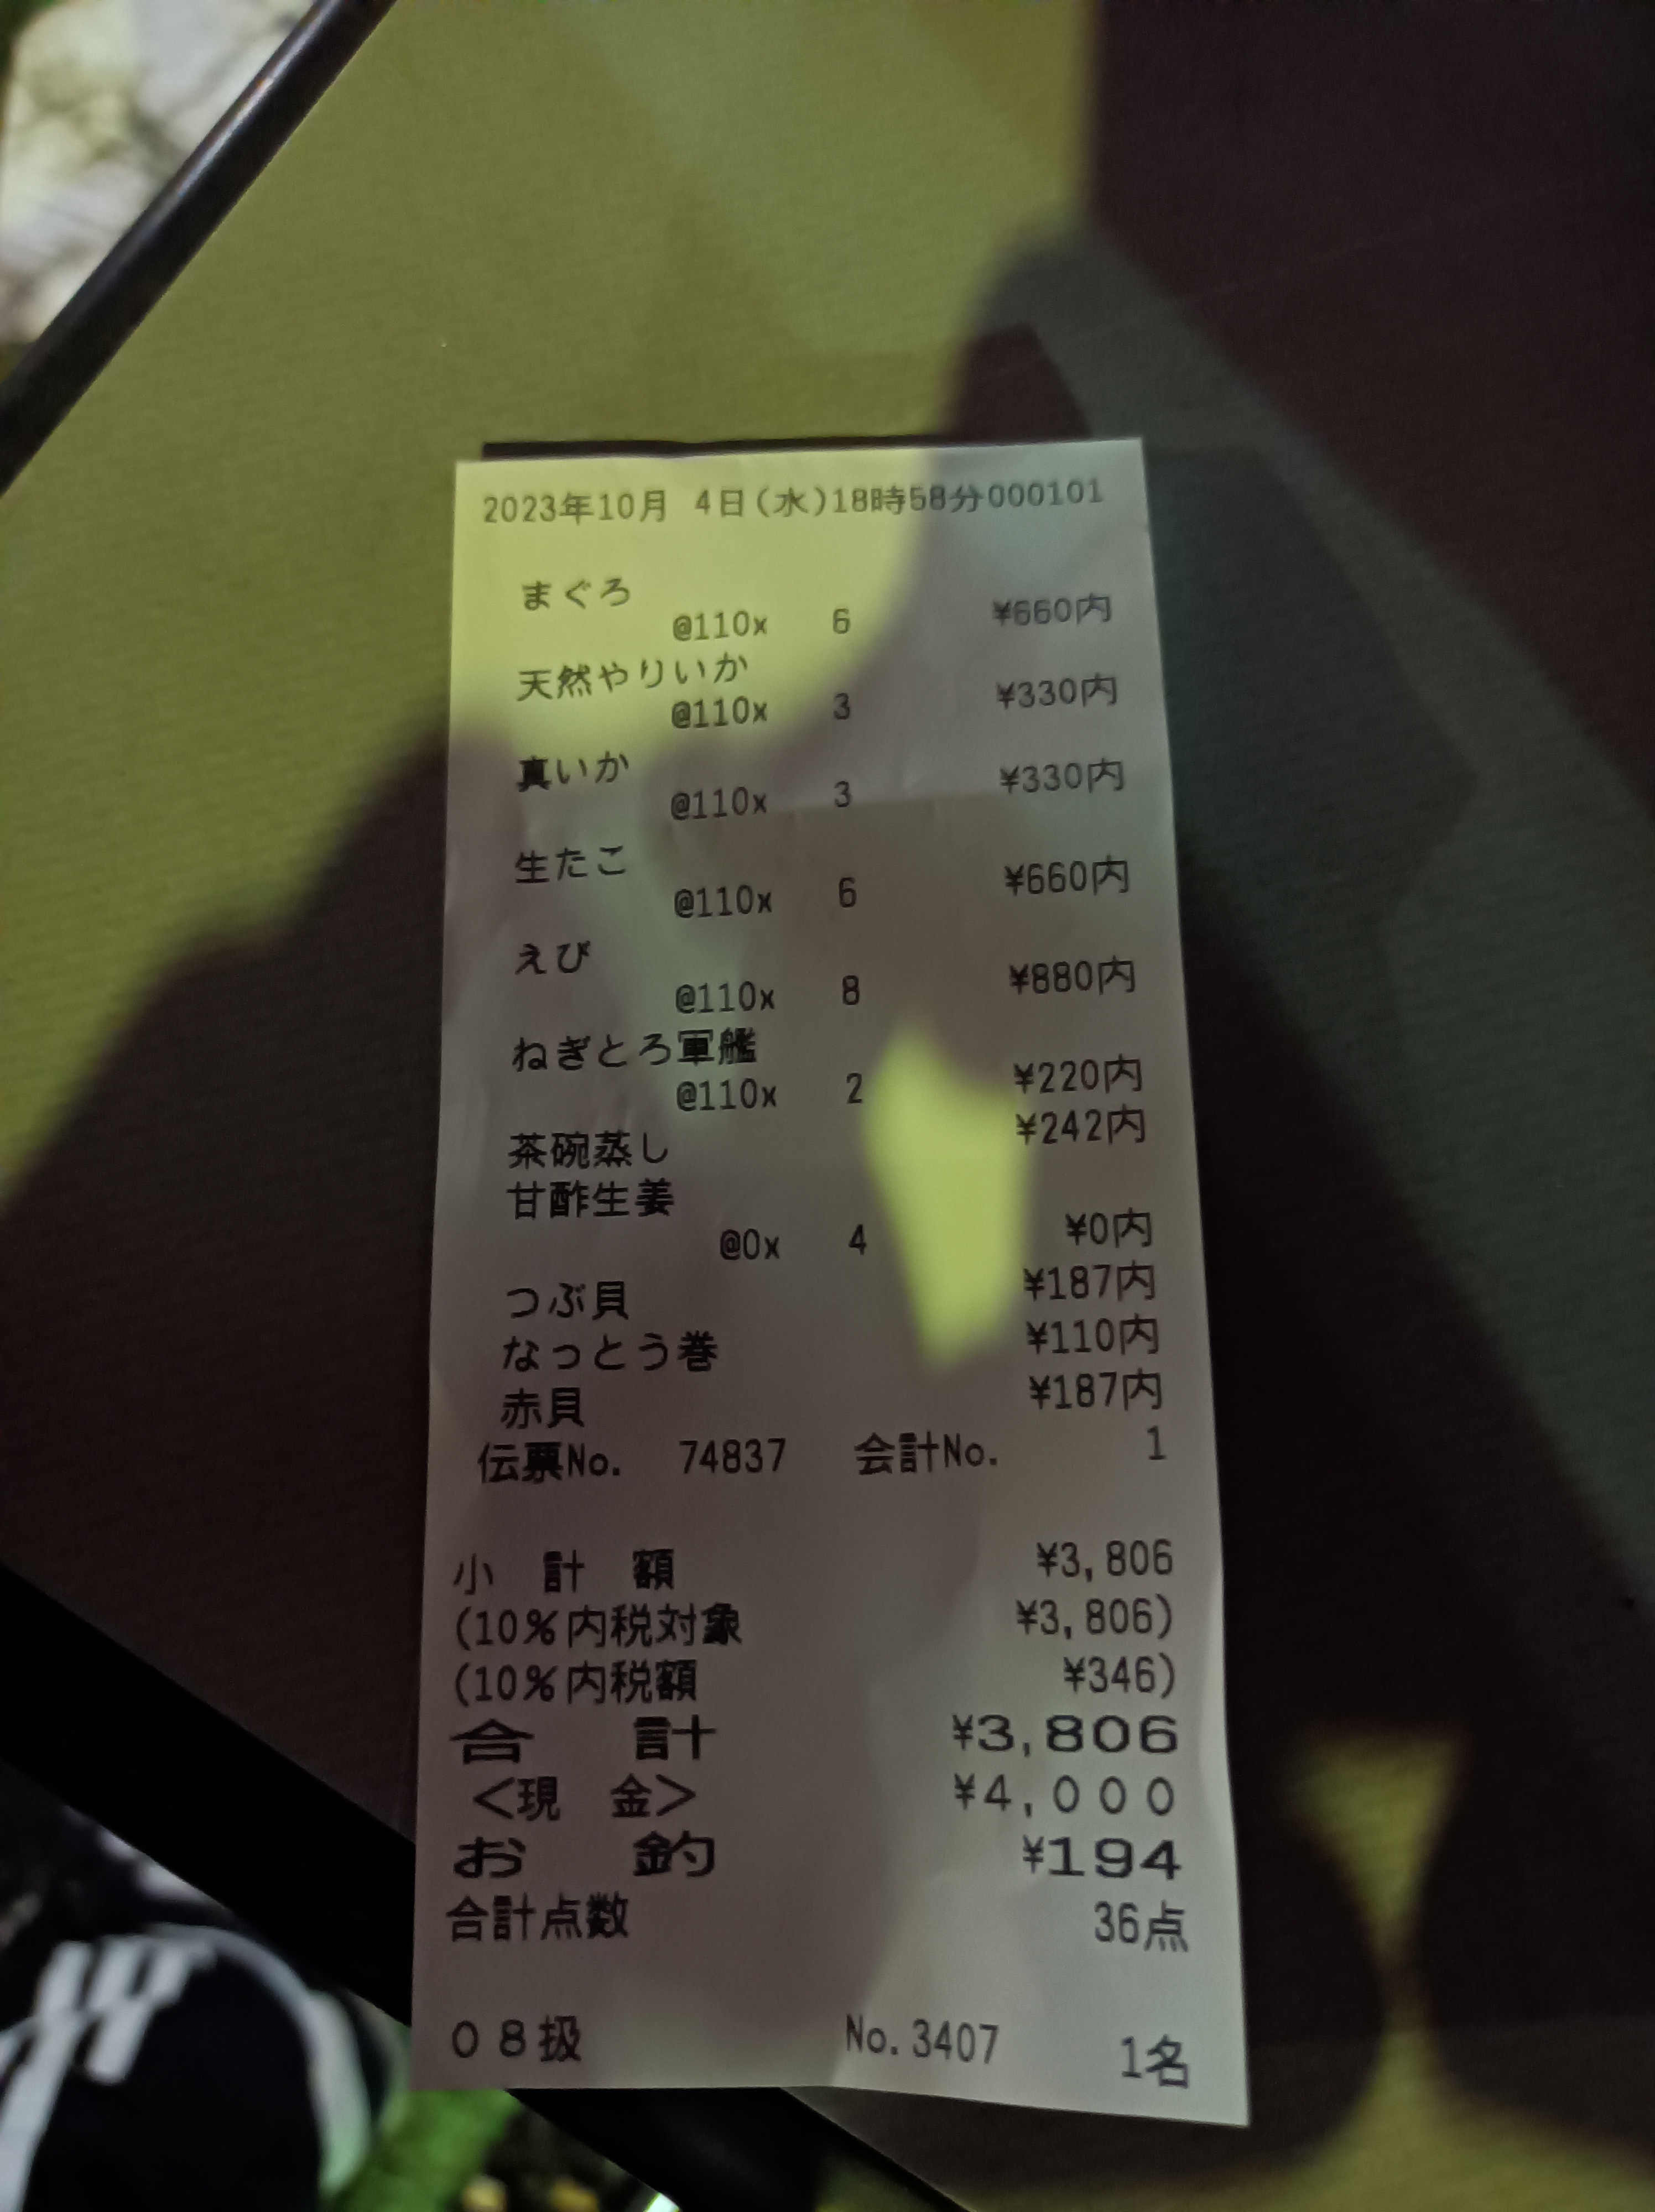 2023年10月 4日(水)18時58分000101
まぐろ
@110x 6 ¥660内
天然やりいか
@110x 3 ¥330内
真いか
@110x 3 ¥330内
生たこ
@110x 6 ¥660内
えび
@110x 8 ¥880内
ねぎとろ軍艦
@110x 2 ¥220内
茶碗蒸し ¥242内
甘酢生姜
@0x 4 ¥0内
つぶ貝 ¥187内
なっとう巻 ¥110内
赤貝 ¥187内
伝票No. 74837 会計No. 1
小 計 額 ¥3,806
(10%内税対象 ¥3,806)
(10%内税額 ¥346)
合 計 ¥3,806
<現 金> ¥4,000
お 釣 ¥194
合計点数 36点
08扱 No.3407 1名